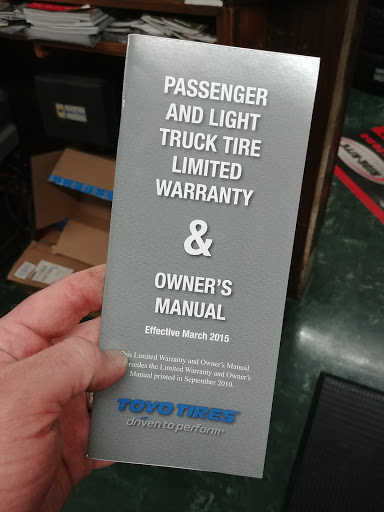 PASSENGER
AND LIGHT
TRUCK TIRE
LIMITED
WARRANTY
&
OWNER'S
MANUAL
Effective March 2015
This Limited Warranty and Owner's Manual
the Limited Warranty and Owner's
Manual printed in September 2010.
TOYO TIRES
driven to perform